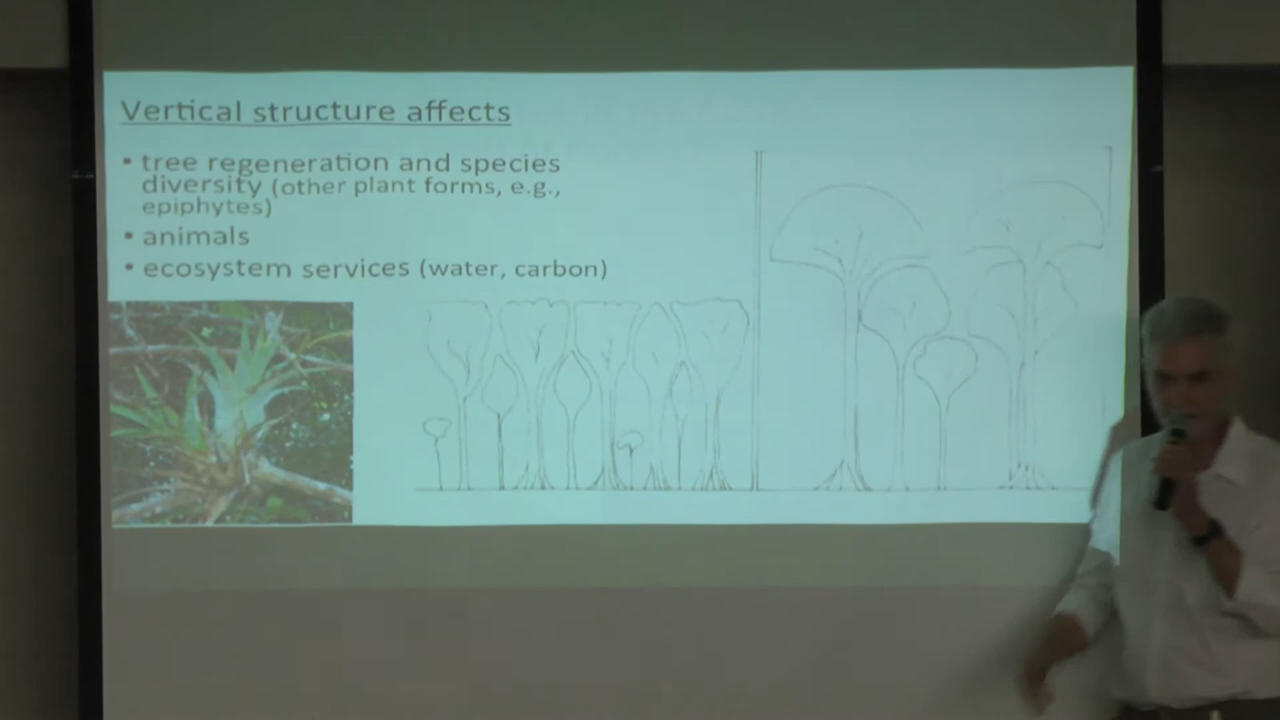 Vertical structure affects
• tree regeneration and species
diversity (other plant forms, e.g.,
epiphytes)
• animals
• ecosystem services (water, carbon)